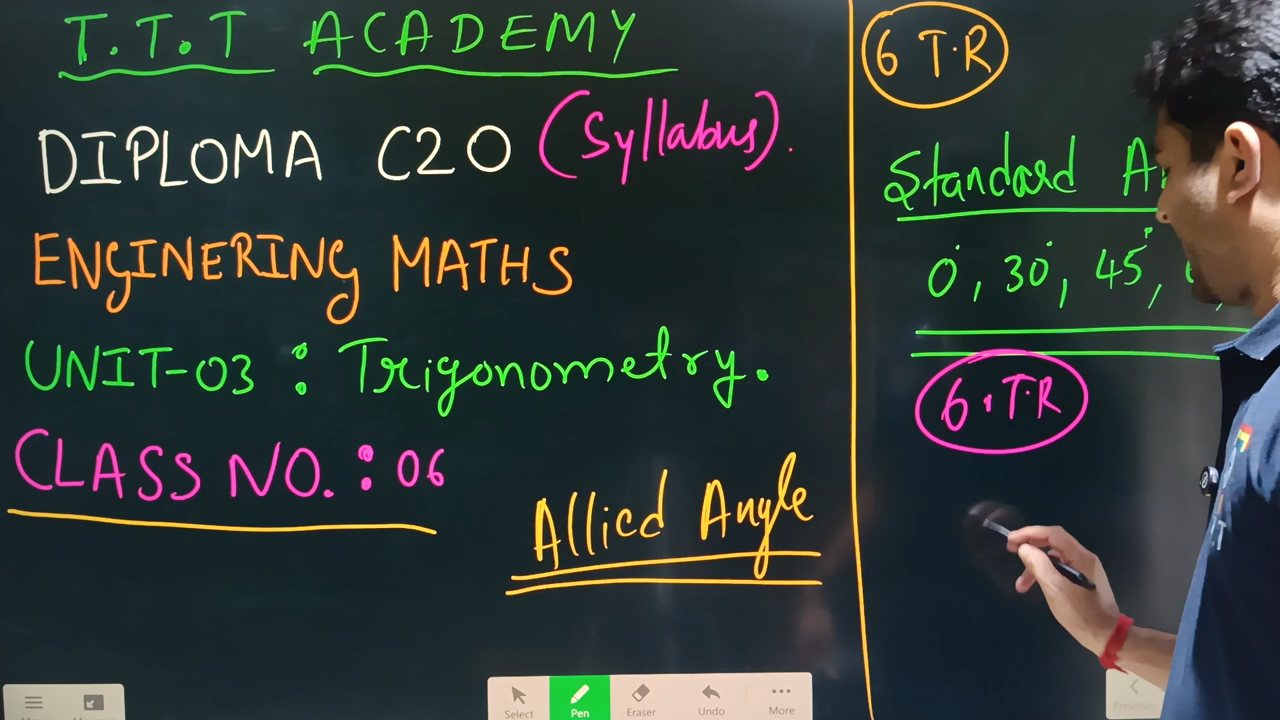 T.T.T ACADEMY
DIPLOMA C20 (Syllabus).
ENGINERING MATHS
UNIT-03 : Trigonometry.
CLASS NO. : 06
Allied Angle
6 T.R
Standard
0°, 30°, 45°,
6.T.R
Select
Pen
Eraser
Undo
More
Previous